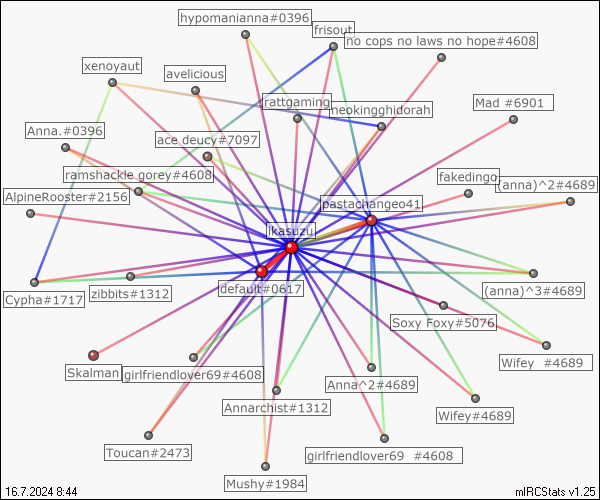 hypomanianna#0396
frisout
no cops no laws no hope#4608
xenoyaut
avelicious
rattgaming
neokingghidorah
Mad #6901
Anna.#0396
ace deucy#7097
ramshackle gorey#4608
fakedingo
(anna)^2#4689
AlpineRooster#2156
pastachangeo41
ikasuzu
Cypha#1717
zibbits#1312
default#0617
(anna)^3#4689
Soxy Foxy#5076
Skalman
girlfriendlover69#4608
Anna^2#4689
Wifey #4689
Annarchist#1312
Wifey#4689
Toucan#2473
girlfriendlover69 #4608
Mushy#1984
16.7.2024 8:44
mIRCStats v1.25